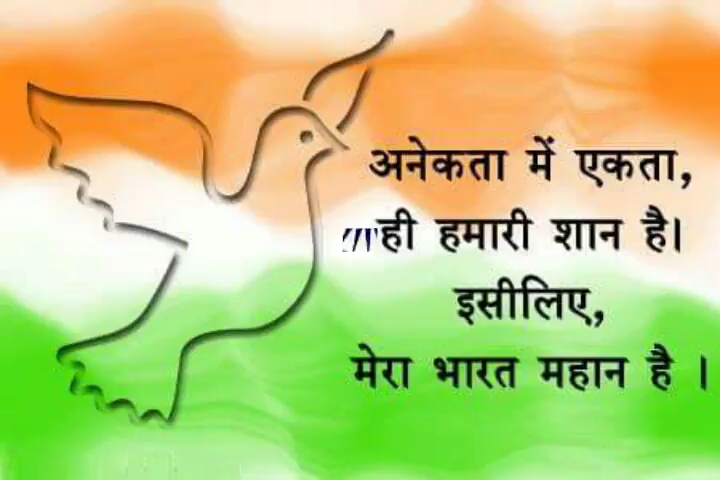 अनेकता में एकता,
ही हमारी शान है।
इसीलिए,
मेरा भारत महान है ।